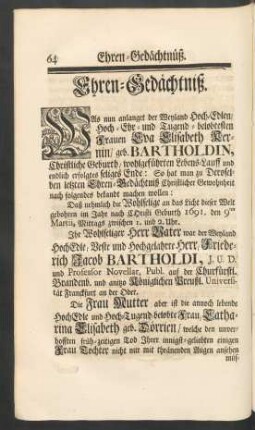 64 Ehren-Gedächtnüß.
Ehren-Gedächtniß.
WAs nun anlanget der Weyland Hoch-Edlen/
Hoch-Ehr- und Tugend-belobtesten
Frauen Eva Elisabeth Ker-
nin/ geb. BARTHOLDIN,
Christliche Geburth/ wohlgeführten Lebens-Lauff und
endlich erfolgtes seliges Ende: So hat man zu Derosel-
ben letzten Ehren-Gedächtniß Christlicher Gewohnheit
nach folgendes bekandt machen wollen:
Daß nehmlich die Wohlselige an das Licht dieser Welt
gebohren im Jahr nach Christi Geburth 1691. den 9ten
Martii, Mittags zwischen 1. und 2. Uhr.
Ihr Wohlseliger Herr Vater war der Weyland
HochEdle/ Veste und Hochgelahrte Herr/ Friede-
rich Jacob BARTHOLDI, J. U. D.
und Professor Novellar. Publ. auf der Churfürstl.
Brandenb. und anitzo Königlichen Preußl. Universi-
tät Franckfurt an der Oder.
Die Frau Mutter aber ist die annoch lebende
HochEdle und Hoch-Tugend belobte Frau, Catha-
rina Elisabeth geb. Dörrien/ welche den unver-
hofften früh-zeitigen Tod Ihrer innigst-geliebten einigen
Frau Tochter nicht mit thränenden Augen ansehen
müs-